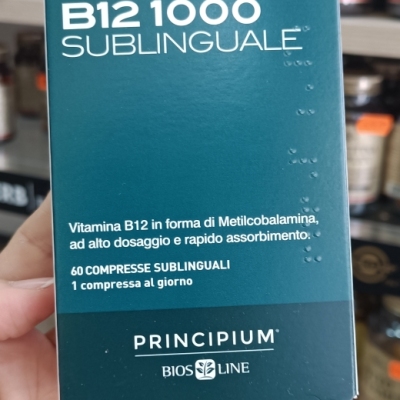 B12 1000
SUBLINGUALE
Vitamina B12 in forma di Metilcobalamina,
ad alto dosaggio e rapido assorbimento.
60 COMPRESSE SUBLINGUALI
1 compressa al giorno
PRINCIPIUM
BIOS LINE